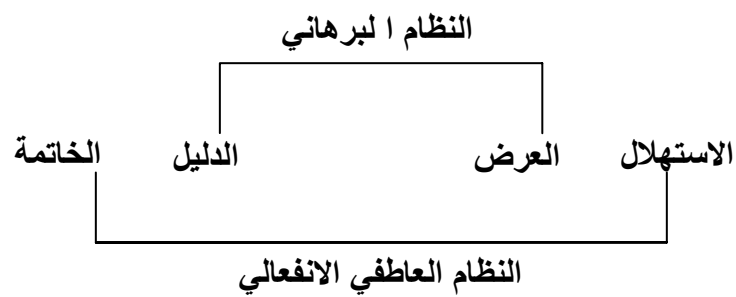 النظام ا لبرهاني
الاستهلال العرض الدليل الخاتمة
النظام العاطفي الانفعالي